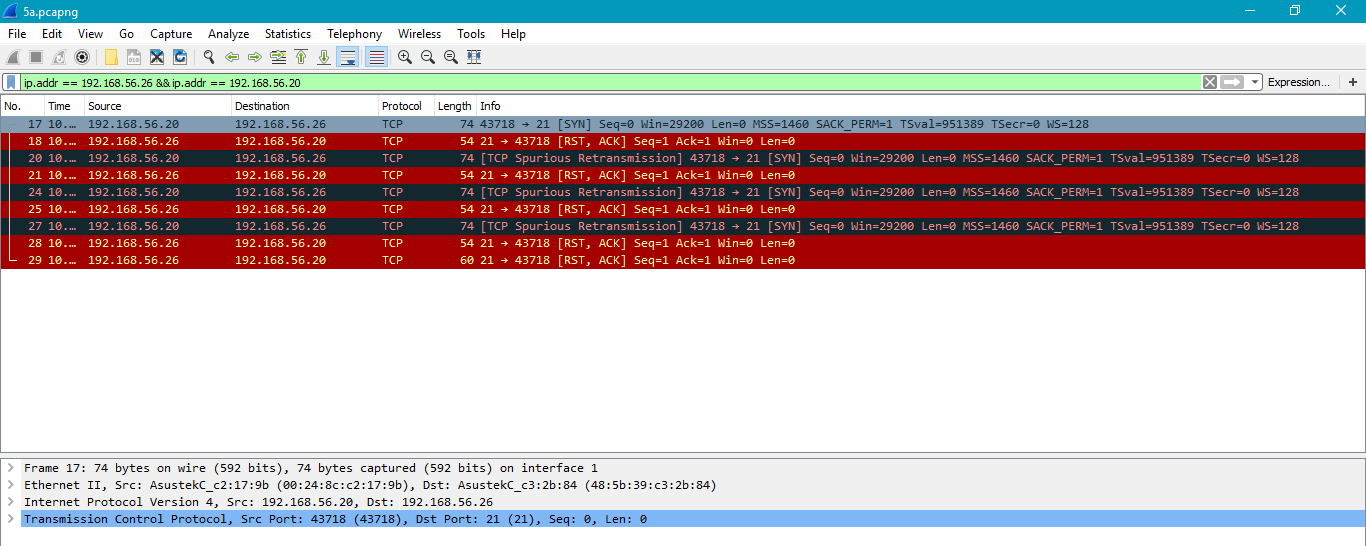 5a.pcapng
File Edit View Go Capture Analyze Statistics Telephony Wireless Tools Help
ip.addr == 192.168.56.26 &&ip.addr == 192.168.56.20 Expression... +
No. Time Source Destination Protocol Length Info
17 10.… 192.168.56.20 192.168.56.26 TCP 74 43718 → 21 [SYN] Seq=0 Win=29200 Len=0 MSS=1460 SACK_PERM=1 TSval=951389 TSecr=0 WS=128
18 10.… 192.168.56.26 192.168.56.20 TCP 54 21 → 43718 [RST, ACK] Seq=1 Ack=1 Win=0 Len=0
20 10.… 192.168.56.20 192.168.56.26 TCP 74 [TCP Spurious Retransmission] 43718 → 21 [SYN] Seq=0 Win=29200 Len=0 MSS=1460 SACK_PERM=1 TSval=951389 TSecr=0 WS=128
21 10.… 192.168.56.26 192.168.56.20 TCP 54 21 → 43718 [RST, ACK] Seq=1 Ack=1 Win=0 Len=0
24 10.… 192.168.56.20 192.168.56.26 TCP 74 [TCP Spurious Retransmission] 43718 → 21 [SYN] Seq=0 Win=29200 Len=0 MSS=1460 SACK_PERM=1 TSval=951389 TSecr=0 WS=128
25 10.… 192.168.56.26 192.168.56.20 TCP 54 21 → 43718 [RST, ACK] Seq=1 Ack=1 Win=0 Len=0
27 10.… 192.168.56.20 192.168.56.26 TCP 74 [TCP Spurious Retransmission] 43718 → 21 [SYN] Seq=0 Win=29200 Len=0 MSS=1460 SACK_PERM=1 TSval=951389 TSecr=0 WS=128
28 10.… 192.168.56.26 192.168.56.20 TCP 54 21 → 43718 [RST, ACK] Seq=1 Ack=1 Win=0 Len=0
29 10.… 192.168.56.26 192.168.56.20 TCP 60 21 → 43718 [RST, ACK] Seq=1 Ack=1 Win=0 Len=0
Frame 17: 74 bytes on wire (592 bits), 74 bytes captured (592 bits) on interface 1
Ethernet II, Src: AsustekC_c2:17:9b (00:24:8c:c2:17:9b), Dst: AsustekC_c3:2b:84 (48:5b:39:c3:2b:84)
Internet Protocol Version 4, Src: 192.168.56.20, Dst: 192.168.56.26
Transmission Control Protocol, Src Port: 43718 (43718), Dst Port: 21 (21), Seq: 0, Len: 0